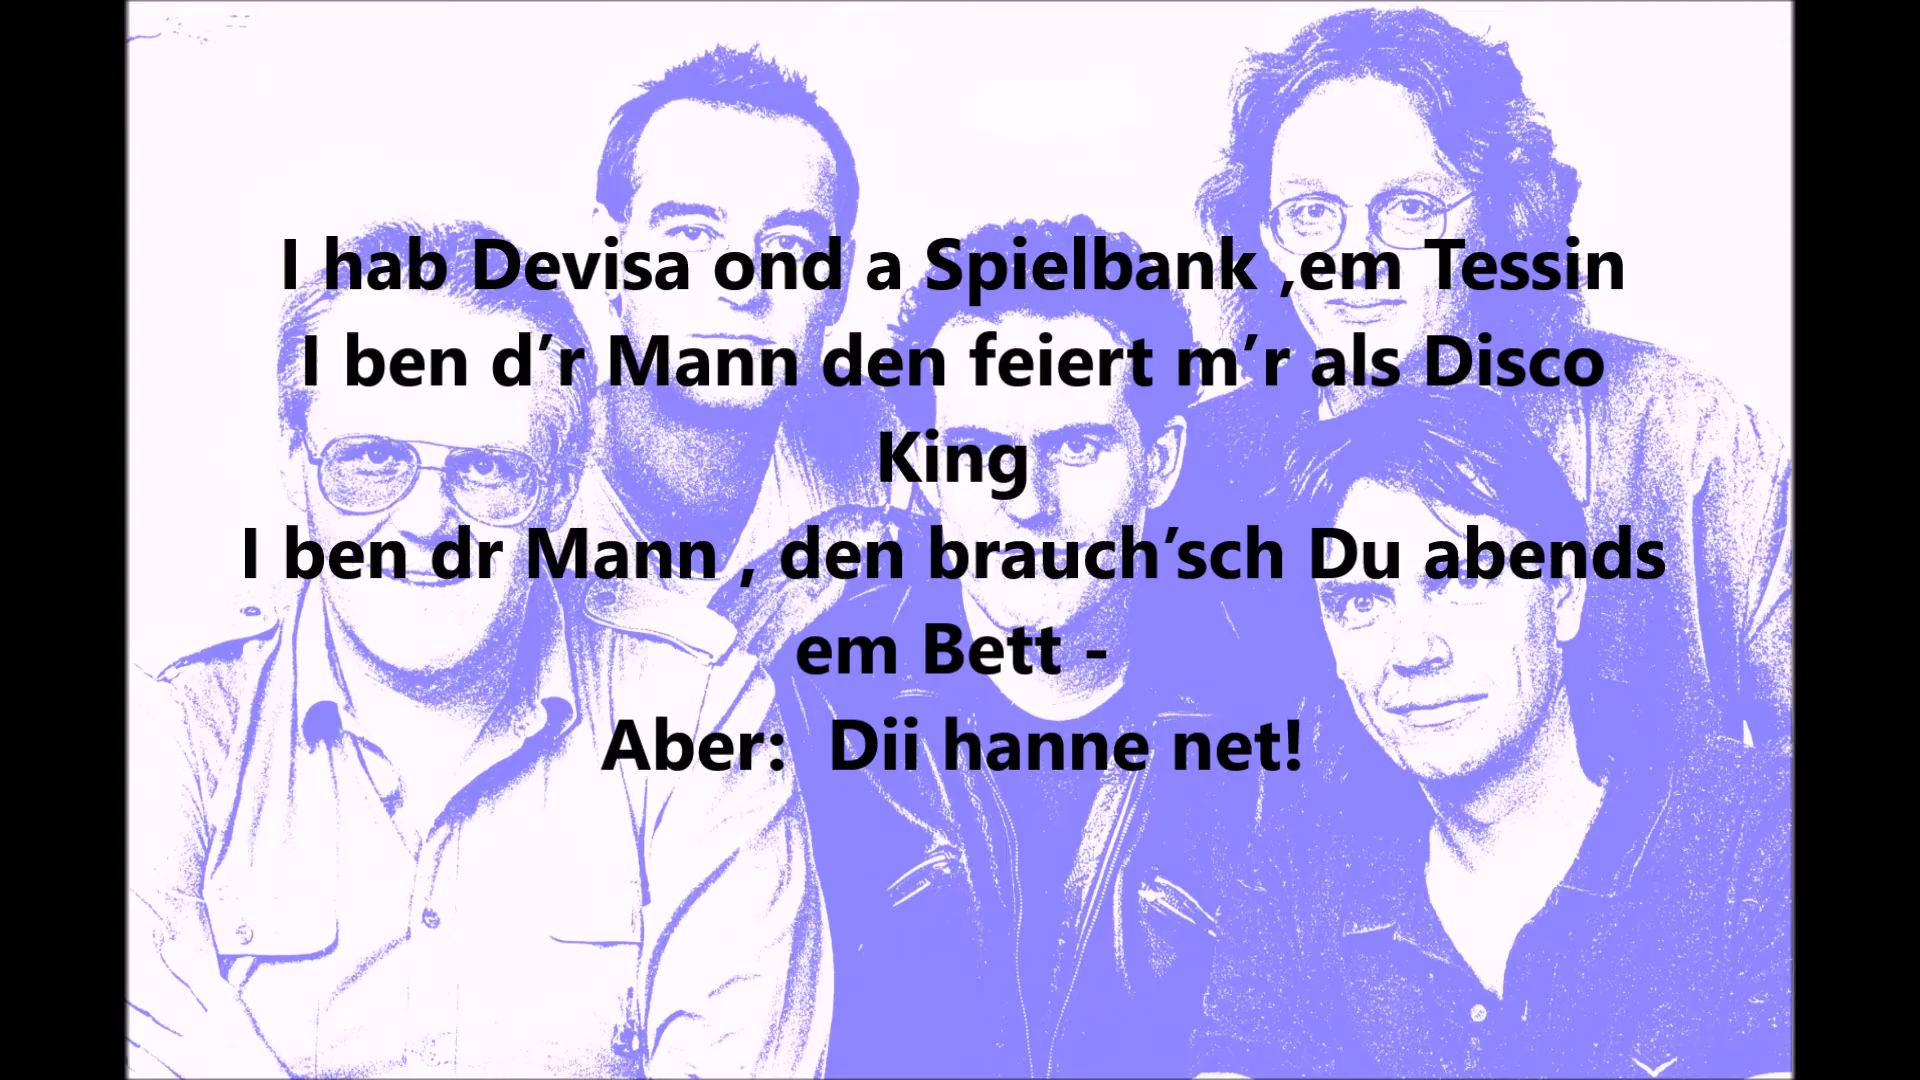 I hab Devisa ond a Spielbank ,em Tessin
I ben d’r Mann den feiert m’r als Disco
King
I ben dr Mann , den brauch’sch Du abends
em Bett -
Aber:  Dii hanne net!